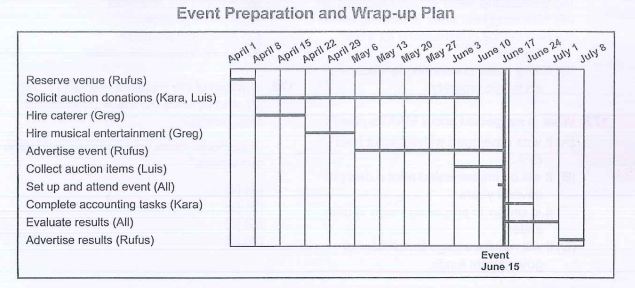 Event Preparation and Wrap-up Plan
April 1 April 8 April 15 April 22 April 29 May 6 May 13 May 20 May 27 June 3 June 10 June 17 June 24 July 1 July 8
Reserve venue (Rufus)
Solicit auction donations (Kara, Luis)
Hire caterer (Greg)
Hire musical entertainment (Greg)
Advertise event (Rufus)
Collect auction items (Luis)
Set up and attend event (All)
Complete accounting tasks (Kara)
Evaluate results (All)
Advertise results (Rufus)
Event
June 15